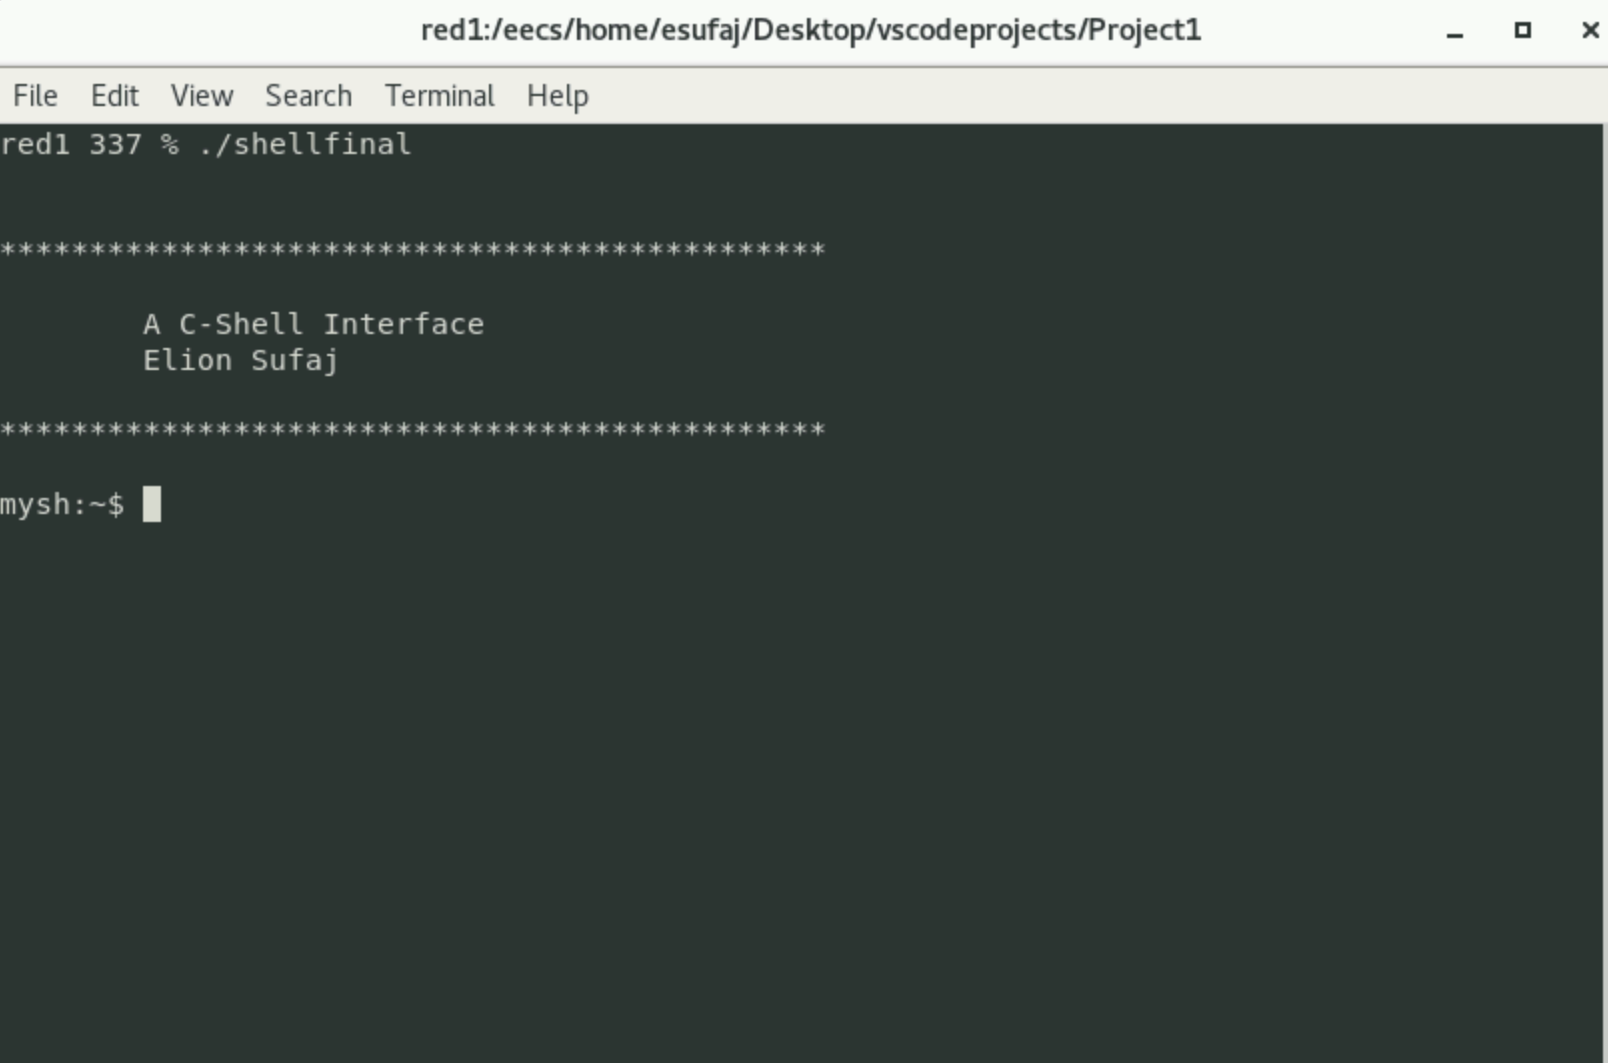 red1:/eecs/home/esufaj/Desktop/vscodeprojects/Project1
File Edit View Search Terminal Help
red1 337 % ./shellfinal
**********************************************
A C-Shell Interface
Elion Sufaj
**********************************************
mysh:~$